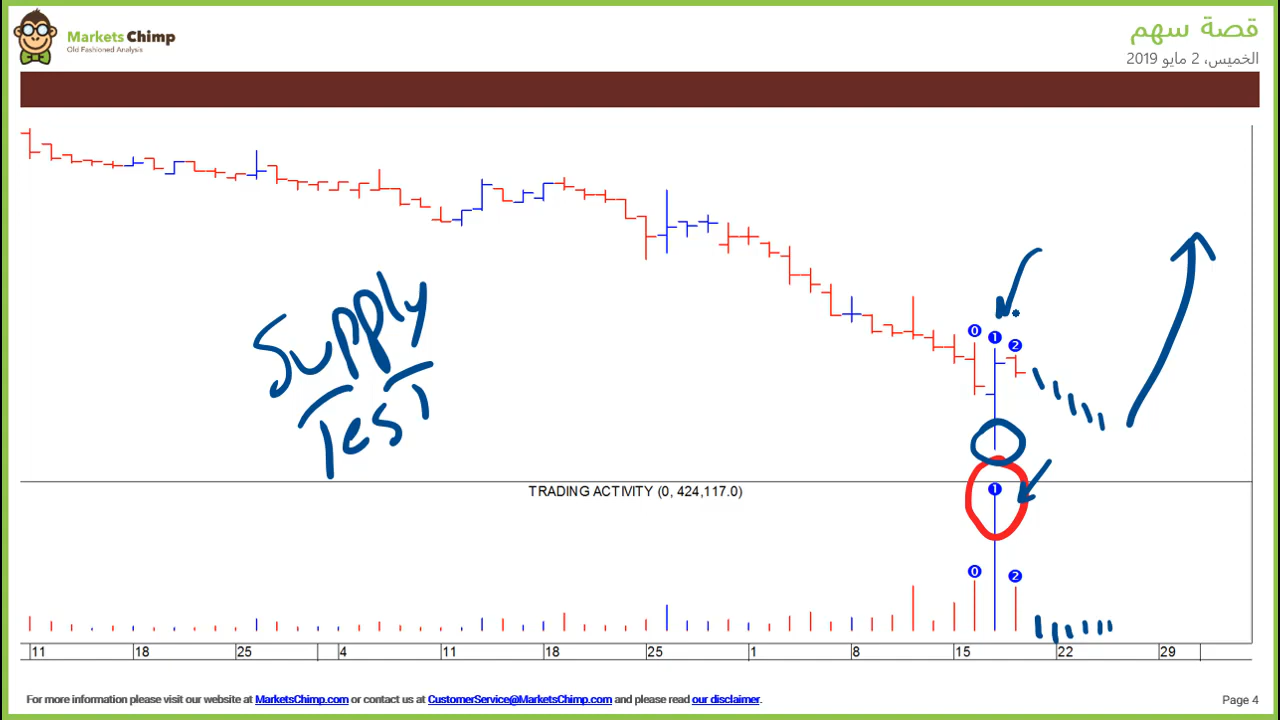 Markets Chimp
Old Fashioned Analysis
قصة سهم
الخميس، 2 مايو 2019
Supply
Test
0
1
2
TRADING ACTIVITY (0, 424,117.0)
1
0
2
11 18 25 4 11 18 25 1 8 15 22 29
For more information please visit our website at MarketsChimp.com or contact us at CustomerService@MarketsChimp.com and please read our disclaimer.
Page 4